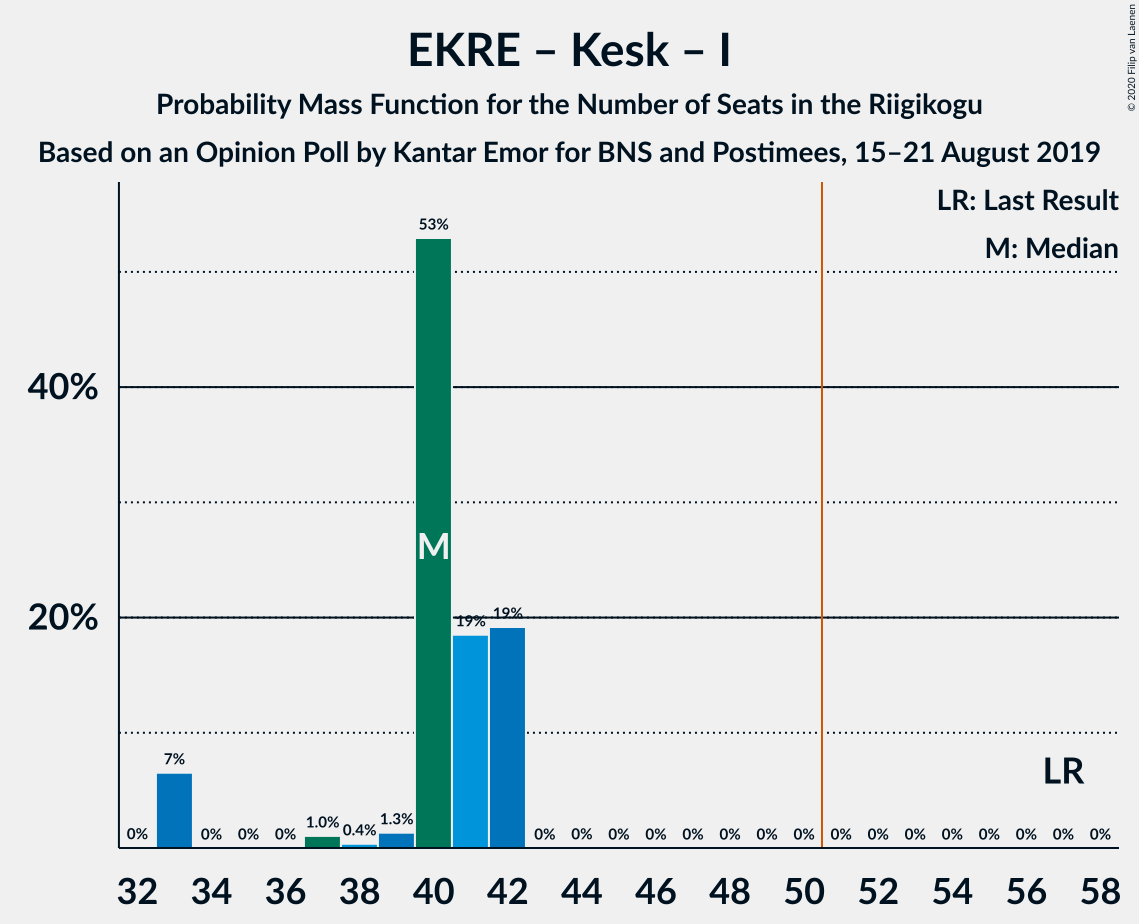 EKRE – Kesk – I
Probability Mass Function for the Number of Seats in the Riigikogu
Based on an Opinion Poll by Kantar Emor for BNS and Postimees, 15–21 August 2019
© 2020 Filip van Laenen
LR: Last Result
M: Median
53%
40%
M
20%
19% 19%
7%
LR
0% 0% 0% 0% 1.0% 0.4% 1.3% 0% 0% 0% 0% 0% 0% 0% 0% 0% 0% 0% 0% 0% 0% 0% 0%
32 34 36 38 40 42 44 46 48 50 52 54 56 58